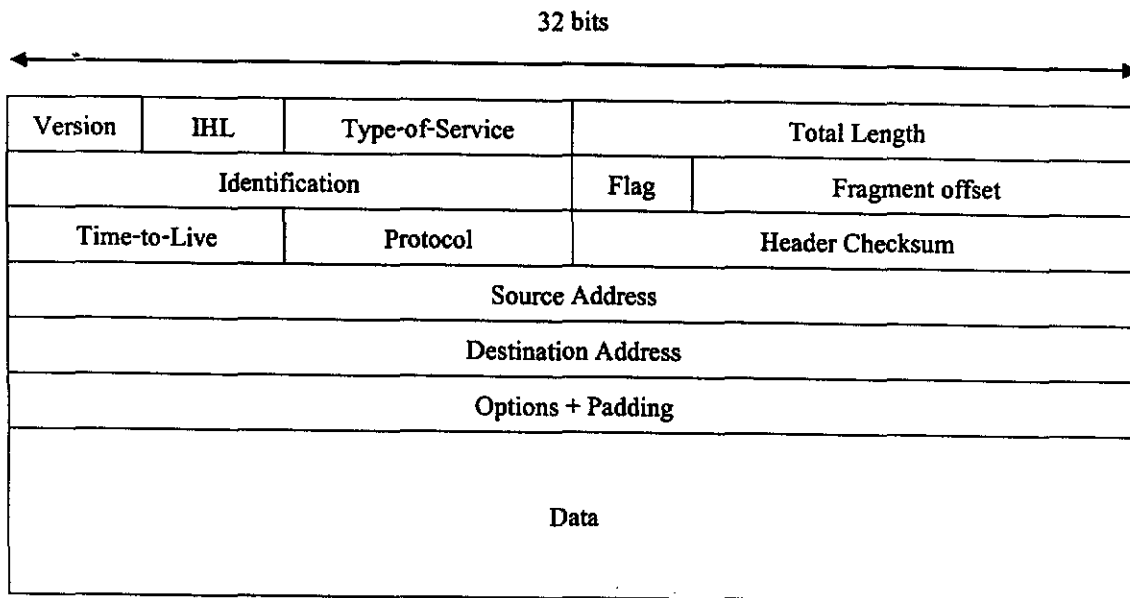 32 bits
Version IHL Type-of-Service Total Length
Identification Flag Fragment offset
Time-to-Live Protocol Header Checksum
Source Address
Destination Address
Options + Padding
Data